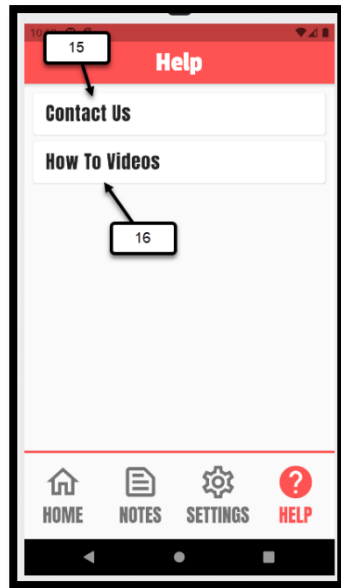 15
Help
Contact Us
How To Videos
16
HOME NOTES SETTINGS HELP